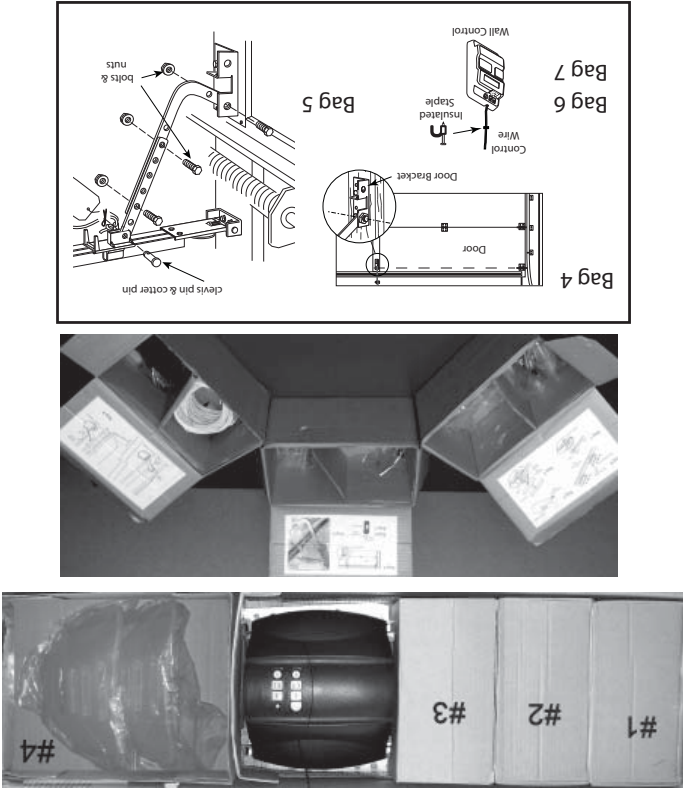 #1
#2
#3
#4
Bag 4
Door
Door Bracket
clevis pin & cotter pin
Bag 5
bolts &
nuts
Bag 6
Bag 7
Control
Wire
Insulated
Staple
Wall Control